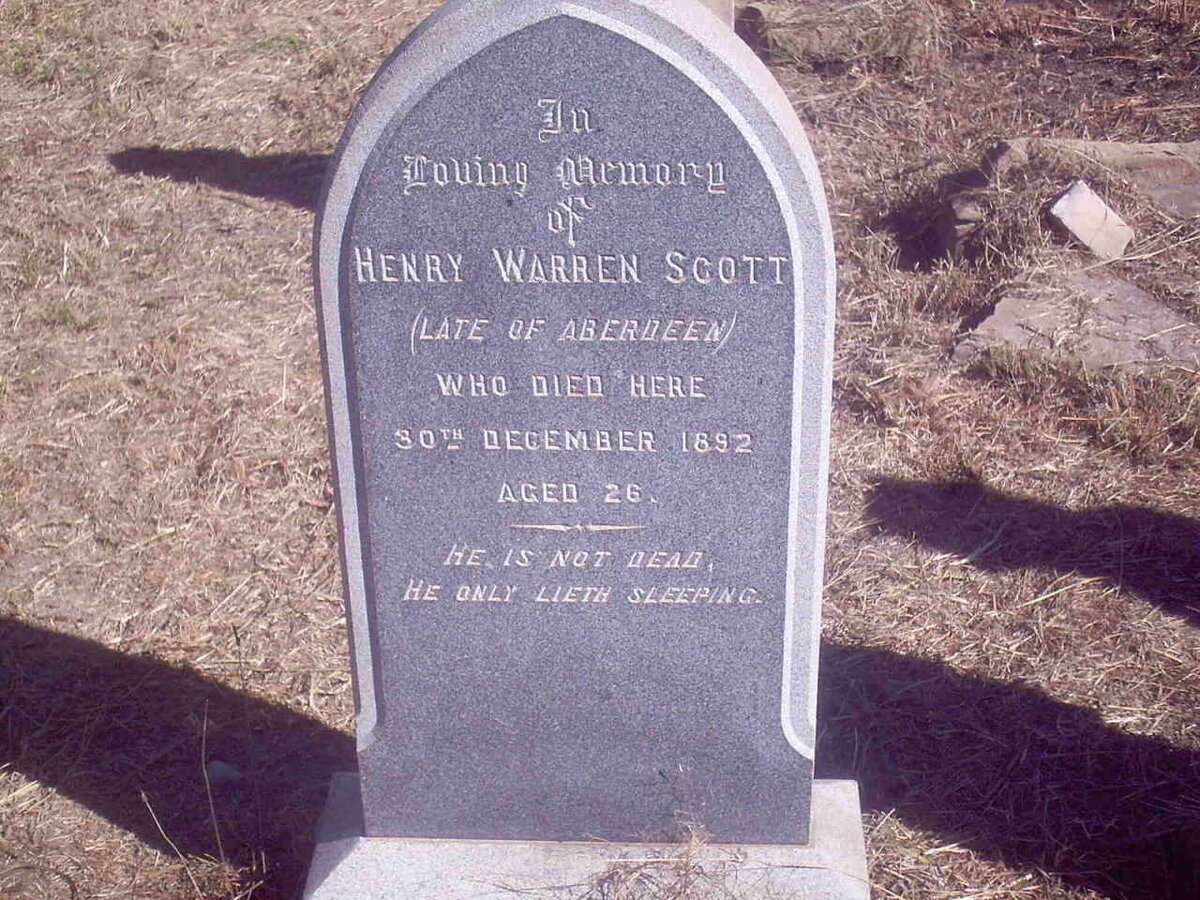 In
Loving Memory
of
HENRY WARREN SCOTT
(LATE OF ABERDEEN)
WHO DIED HERE
30TH DECEMBER 1892
AGED 26.
HE IS NOT DEAD,
HE ONLY LIETH SLEEPING.